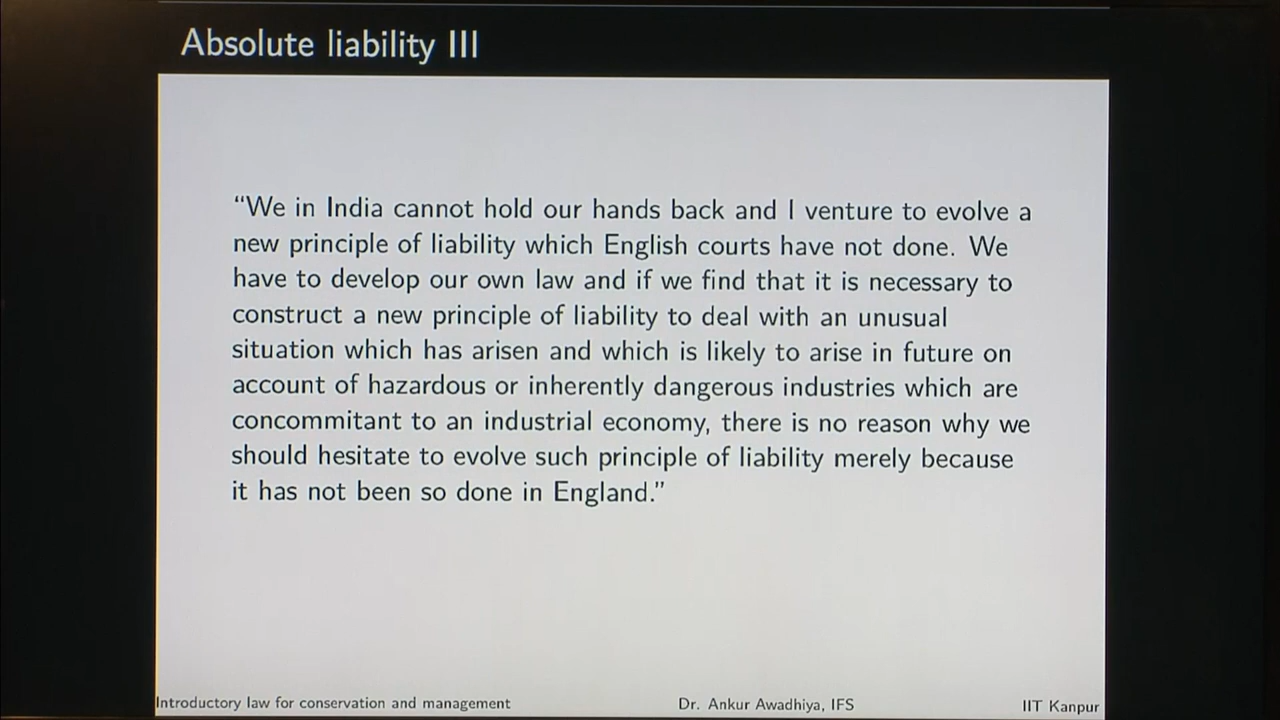 Absolute liability III
“We in India cannot hold our hands back and I venture to evolve a
new principle of liability which English courts have not done. We
have to develop our own law and if we find that it is necessary to
construct a new principle of liability to deal with an unusual
situation which has arisen and which is likely to arise in future on
account of hazardous or inherently dangerous industries which are
concommitant to an industrial economy, there is no reason why we
should hesitate to evolve such principle of liability merely because
it has not been so done in England.”
Introductory law for conservation and management Dr. Ankur Awadhiya, IFS IIT Kanpur